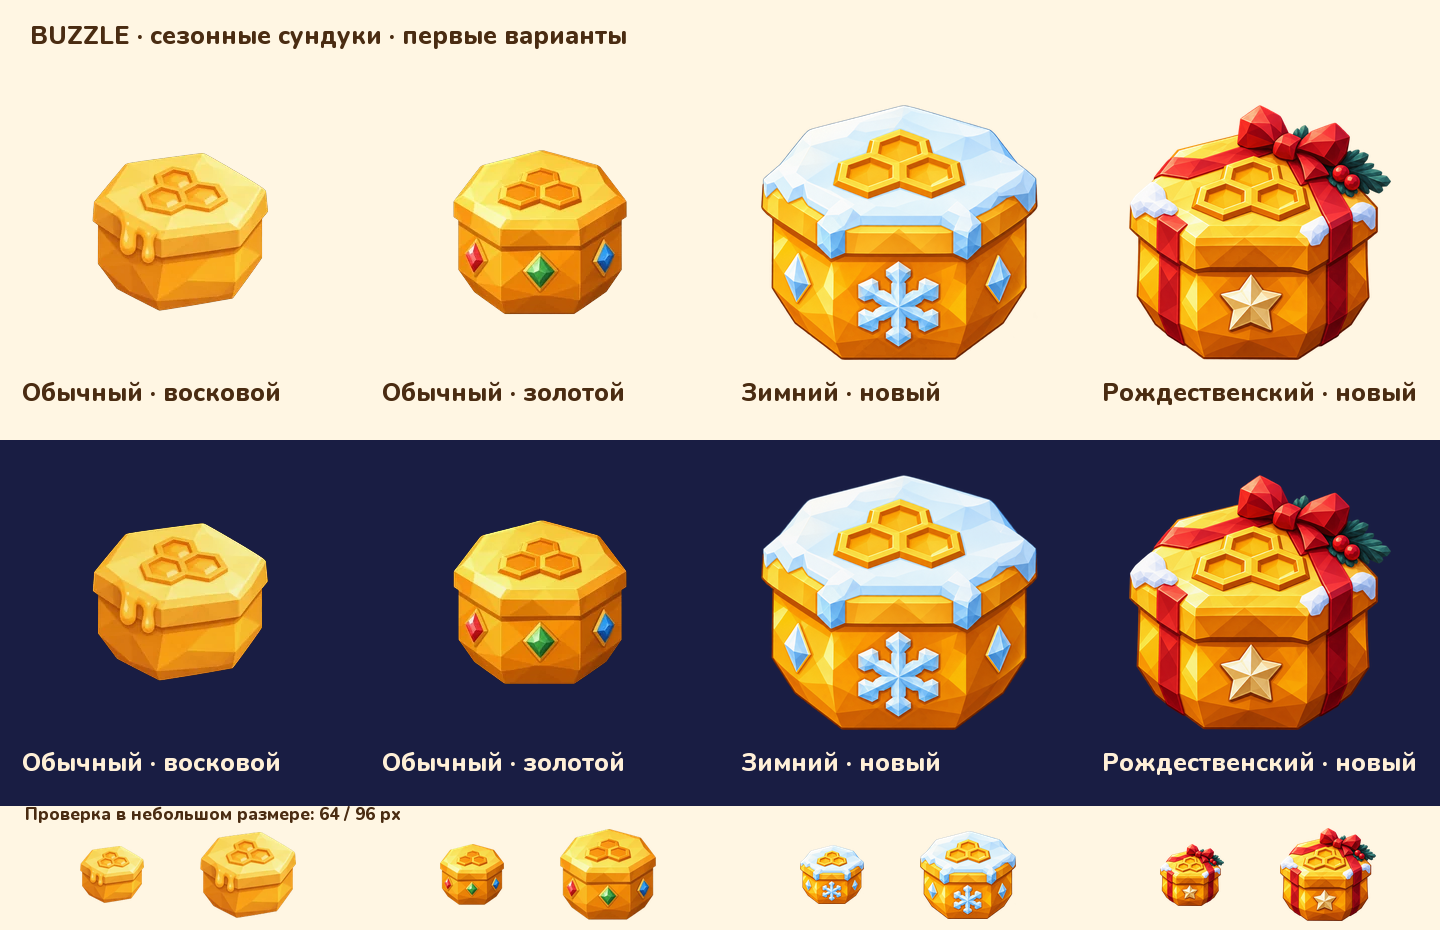 BUZZLE · сезонные сундуки · первые варианты
Обычный · восковой
Обычный · золотой
Зимний · новый
Рождественский · новый
Обычный · восковой
Обычный · золотой
Зимний · новый
Рождественский · новый
Проверка в небольшом размере: 64 / 96 px